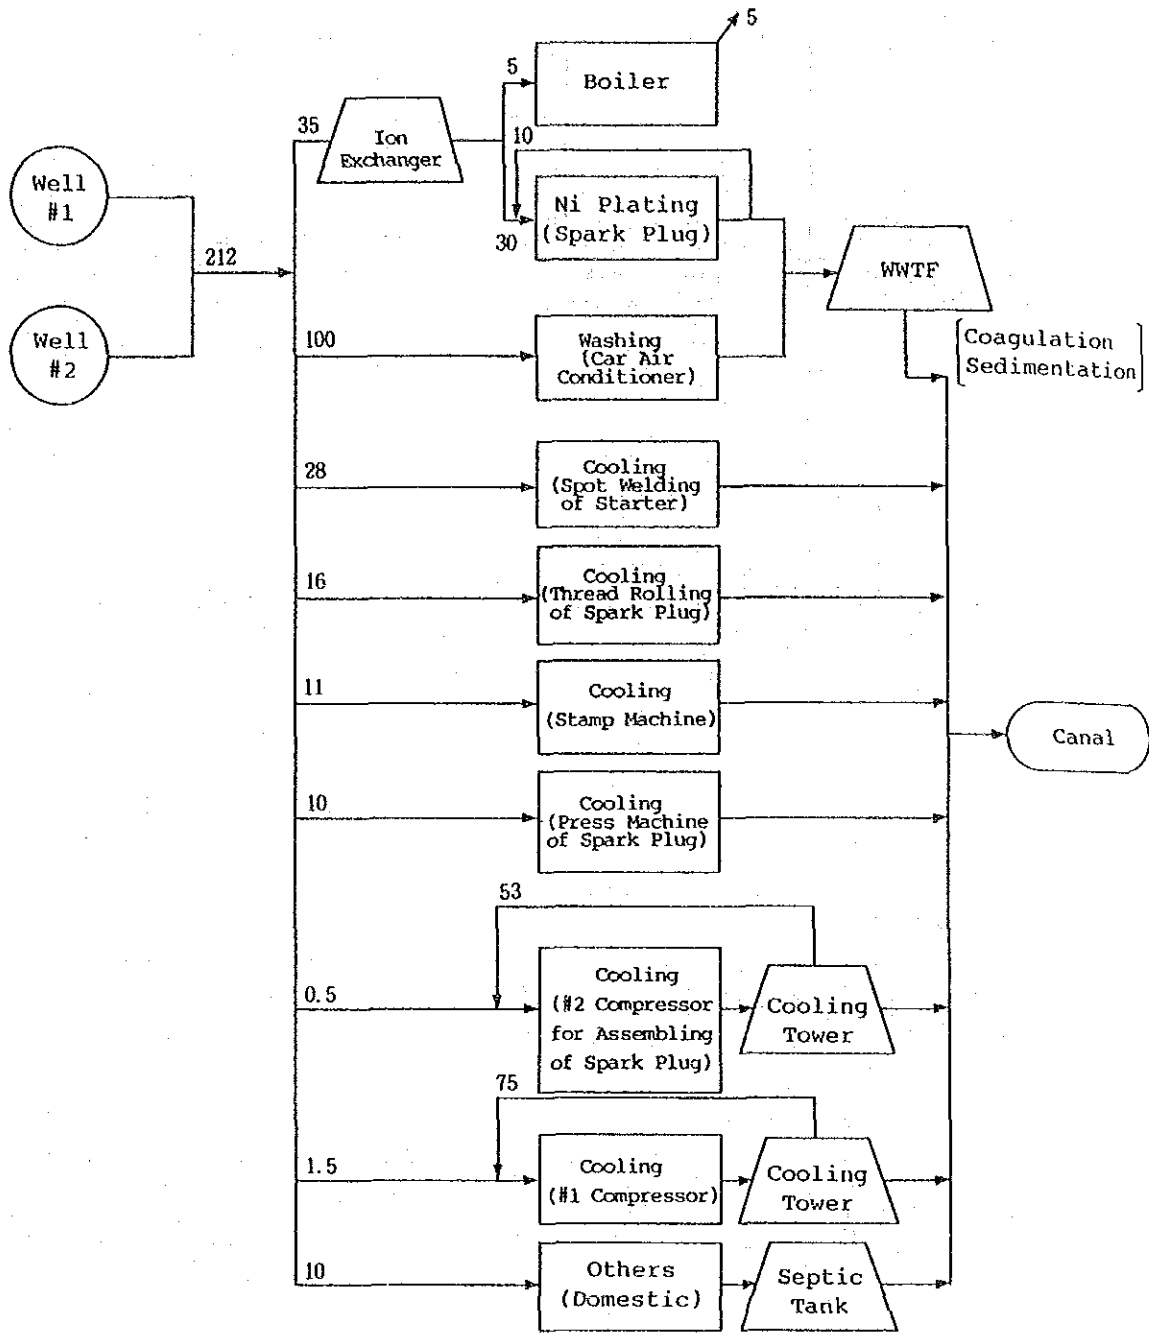 5
5
Boiler
35
Ion
Exchanger
10
Well
#1
Ni Plating
(Spark Plug)
30
212
WWTF
Well
#2
100
Washing
(Car Air
Conditioner)
Coagulation
Sedimentation
28
Cooling
(Spot Welding
of Starter)
16
Cooling
(Thread Rolling
of Spark Plug)
11
Cooling
(Stamp Machine)
Canal
10
Cooling
(Press Machine
of Spark Plug)
53
0.5
Cooling
(#2 Compressor
for Assembling
of Spark Plug)
Cooling
Tower
75
1.5
Cooling
(#1 Compressor)
Cooling
Tower
10
Others
(Domestic)
Septic
Tank